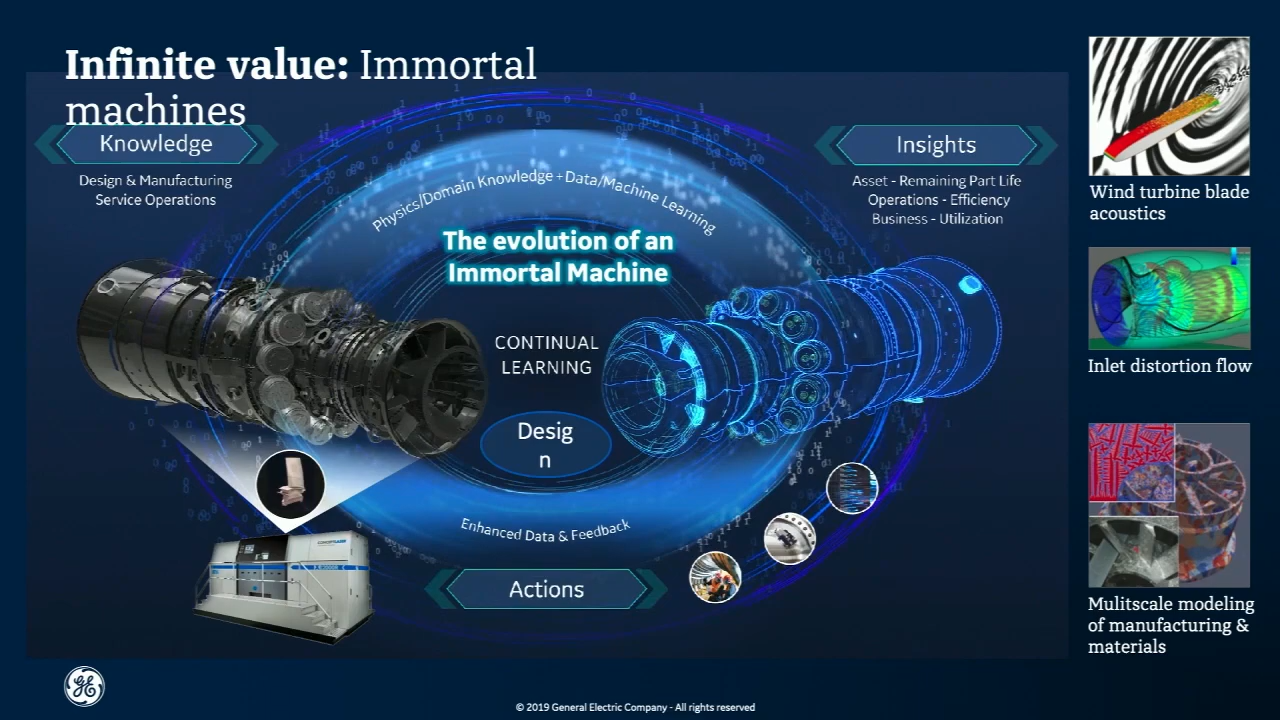 Infinite value: Immortal
machines
Knowledge
Design & Manufacturing
Service Operations
Physics/Domain Knowledge + Data/Machine Learning
The evolution of an
Immortal Machine
CONTINUAL
LEARNING
Desig
n
Enhanced Data & Feedback
Actions
Insights
Asset - Remaining Part Life
Operations - Efficiency
Business - Utilization
Wind turbine blade
acoustics
Inlet distortion flow
Mulitscale modeling
of manufacturing &
materials
© 2019 General Electric Company - All rights reserved